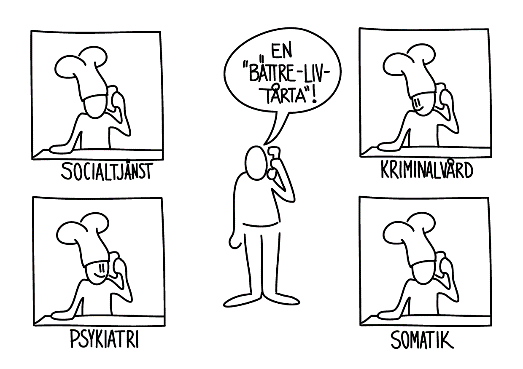 EN
"BÄTTRE-LIV-
TÅRTA"!
SOCIALTJÄNST
KRIMINALVÅRD
PSYKIATRI
SOMATIK